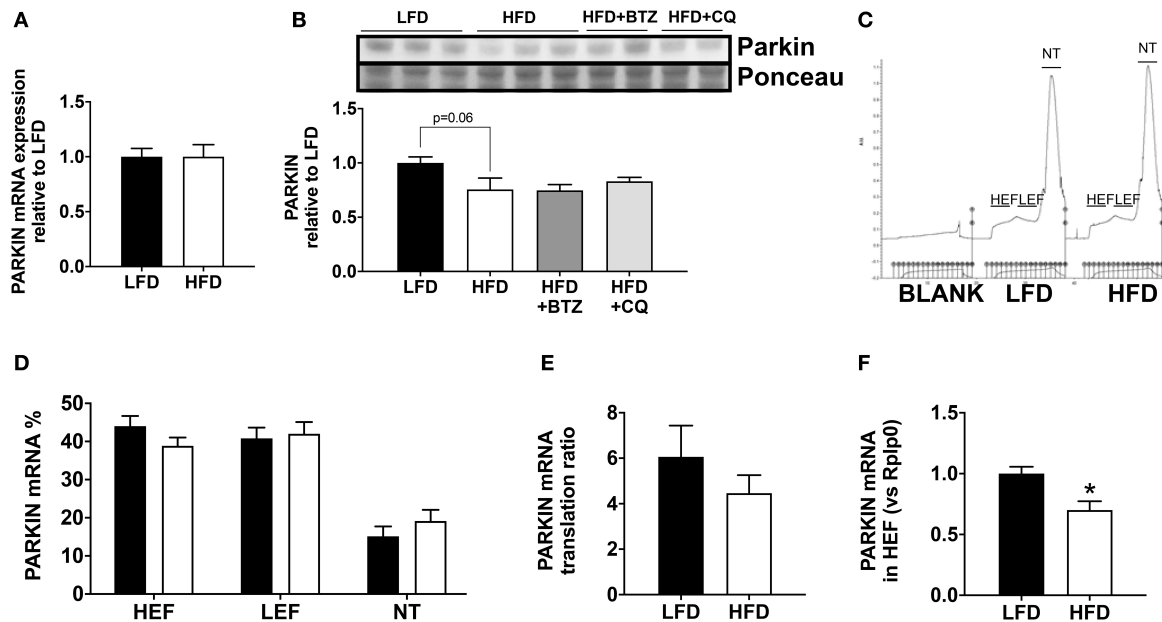 A
PARKIN mRNA expression
relative to LFD
1.5
1.0
0.5
0.0
LFD HFD
B
LFD HFD HFD+BTZ HFD+CQ
Parkin
Ponceau
PARKIN
relative to LFD
1.5
1.0
0.5
0.0
p=0.06
LFD HFD HFD HFD
+BTZ +CQ
C
NT NT
HEF LEF HEF LEF
BLANK LFD HFD
D
PARKIN mRNA %
50
40
30
20
10
0
HEF LEF NT
E
PARKIN mRNA
translation ratio
8
6
4
2
0
LFD HFD
F
PARKIN mRNA
in HEF (vs Rplp0)
1.5
1.0
0.5
0.0
*
LFD HFD